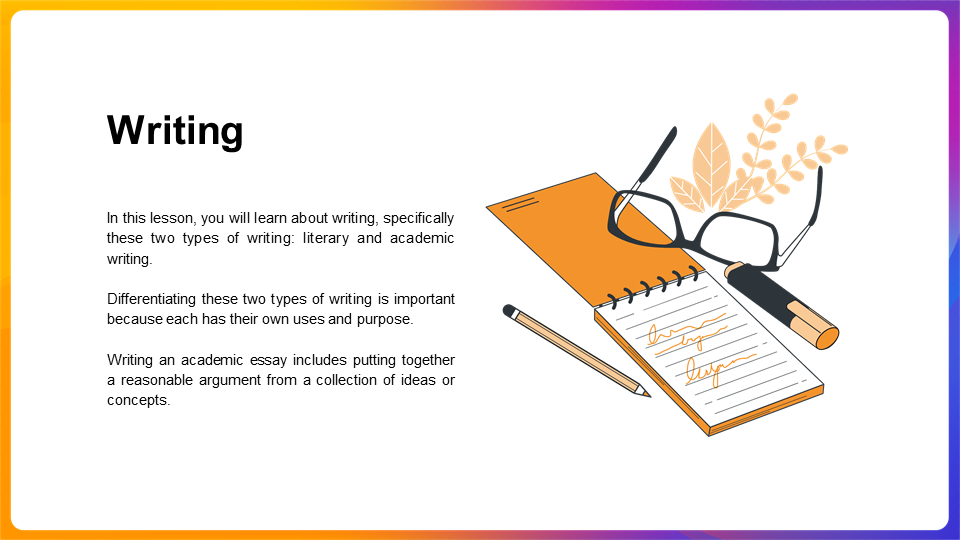 Writing
In this lesson, you will learn about writing, specifically
these two types of writing: literary and academic
writing.
Differentiating these two types of writing is important
because each has their own uses and purpose.
Writing an academic essay includes putting together
a reasonable argument from a collection of ideas or
concepts.